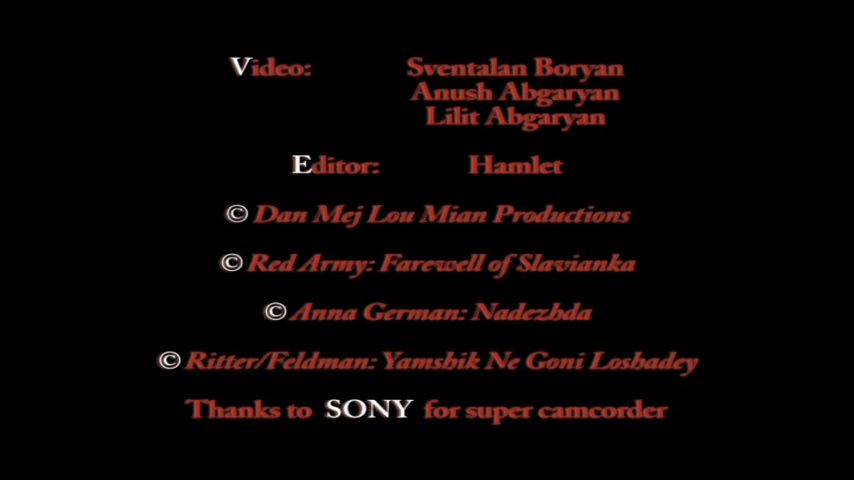 Video: Sventalan Boryan
Anush Abgaryan
Lilit Abgaryan
Editor: Hamlet
© Dan Mej Lou Mian Productions
© Red Army: Farewell of Slavianka
© Anna German: Nadezhda
© Ritter/Feldman: Yamshik Ne Goni Loshadey
Thanks to SONY for super camcorder